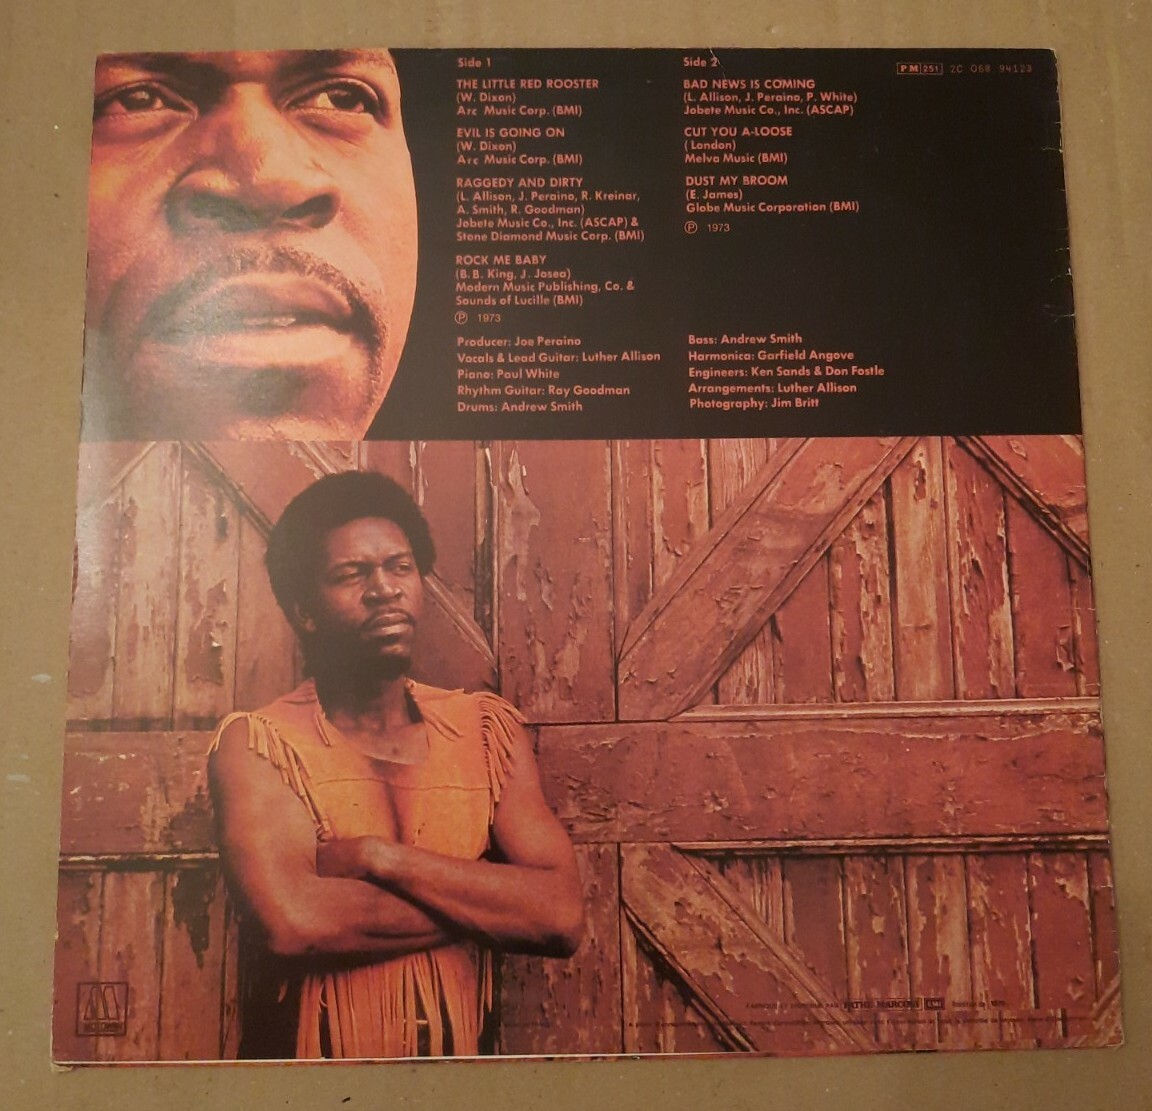 Side 1
THE LITTLE RED ROOSTER
(W. Dixon)
Arc Music Corp. (BMI)
EVIL IS GOING ON
(W. Dixon)
Arc Music Corp. (BMI)
RAGGEDY AND DIRTY
(L. Allison, J. Peraino, R. Kreinar,
A. Smith, R. Goodman)
Jobete Music Co., Inc. (ASCAP) &
Stone Diamond Music Corp. (BMI)
ROCK ME BABY
(B.B. King, J. Josea)
Modern Music Publishing, Co. &
Sounds of Lucille (BMI)
Ⓟ 1973
Side 2
BAD NEWS IS COMING
(L. Allison, J. Peraino, P. White)
Jobete Music Co., Inc. (ASCAP)
CUT YOU A-LOOSE
( London)
Melva Music (BMI)
DUST MY BROOM
(E. James)
Globe Music Corporation (BMI)
Ⓟ 1973
PM 251 2C 068 94123
Producer: Joe Peraino
Vocals & Lead Guitar: Luther Allison
Piano: Paul White
Rhythm Guitar: Ray Goodman
Drums: Andrew Smith
Bass: Andrew Smith
Harmonica: Garfield Angove
Engineers: Ken Sands & Don Fostle
Arrangements: Luther Allison
Photography: Jim Britt
PATHE MARCONI EMI